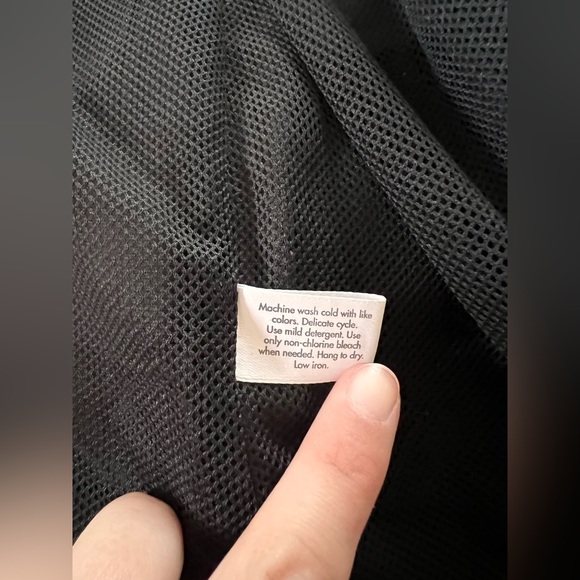 Machine wash cold with like
colors. Delicate cycle.
Use mild detergent. Use
only non-chlorine bleach
when needed. Hang to dry.
Low iron.